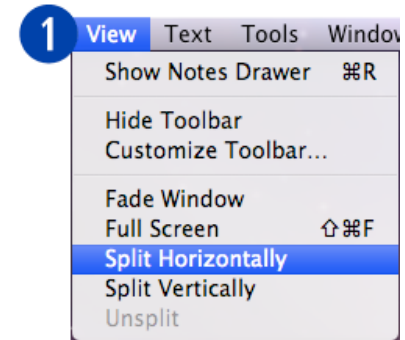 1 View Text Tools Window
Show Notes Drawer ⌘R
Hide Toolbar
Customize Toolbar...
Fade Window
Full Screen ⇧⌘F
Split Horizontally
Split Vertically
Unsplit